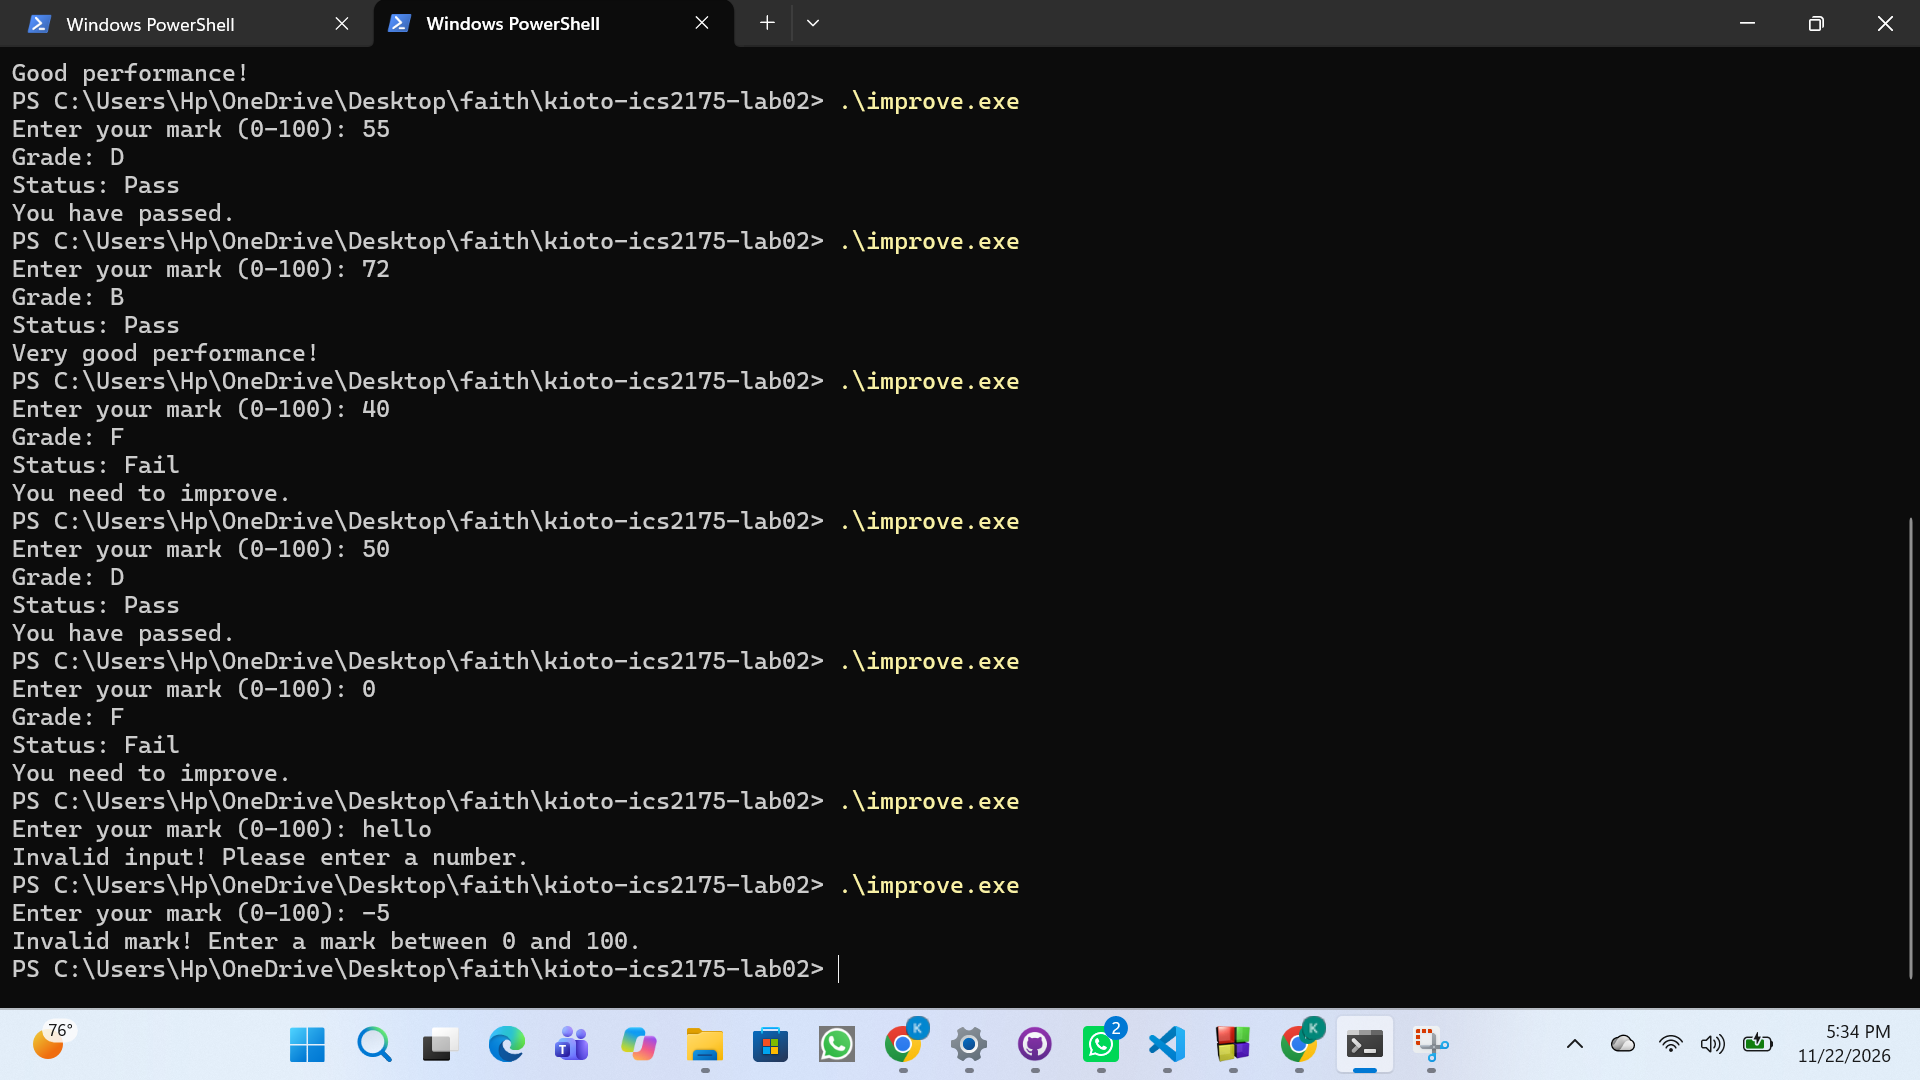 Windows PowerShell
Windows PowerShell
Good performance!
PS C:\Users\Hp\OneDrive\Desktop\faith\kioto-ics2175-lab02> .\improve.exe
Enter your mark (0-100): 55
Grade: D
Status: Pass
You have passed.
PS C:\Users\Hp\OneDrive\Desktop\faith\kioto-ics2175-lab02> .\improve.exe
Enter your mark (0-100): 72
Grade: B
Status: Pass
Very good performance!
PS C:\Users\Hp\OneDrive\Desktop\faith\kioto-ics2175-lab02> .\improve.exe
Enter your mark (0-100): 40
Grade: F
Status: Fail
You need to improve.
PS C:\Users\Hp\OneDrive\Desktop\faith\kioto-ics2175-lab02> .\improve.exe
Enter your mark (0-100): 50
Grade: D
Status: Pass
You have passed.
PS C:\Users\Hp\OneDrive\Desktop\faith\kioto-ics2175-lab02> .\improve.exe
Enter your mark (0-100): 0
Grade: F
Status: Fail
You need to improve.
PS C:\Users\Hp\OneDrive\Desktop\faith\kioto-ics2175-lab02> .\improve.exe
Enter your mark (0-100): hello
Invalid input! Please enter a number.
PS C:\Users\Hp\OneDrive\Desktop\faith\kioto-ics2175-lab02> .\improve.exe
Enter your mark (0-100): -5
Invalid mark! Enter a mark between 0 and 100.
PS C:\Users\Hp\OneDrive\Desktop\faith\kioto-ics2175-lab02>
76°
T
K
2
K
5:34 PM
11/22/2026